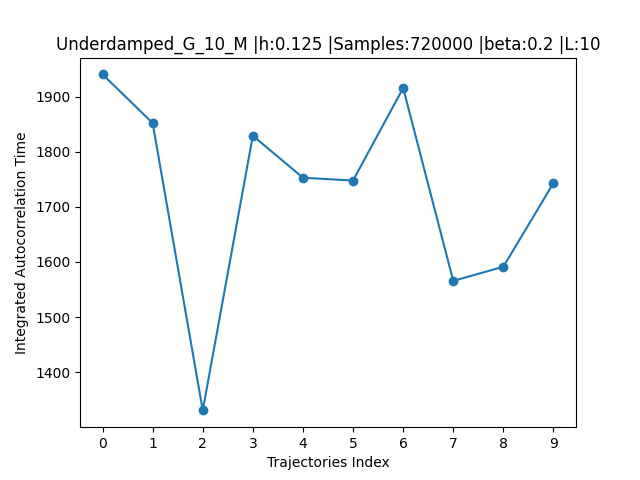 Underdamped_G_10_M |h:0.125 |Samples:720000 |beta:0.2 |L:10
Integrated Autocorrelation Time
1900
1800
1700
1600
1500
1400
0 1 2 3 4 5 6 7 8 9
Trajectories Index